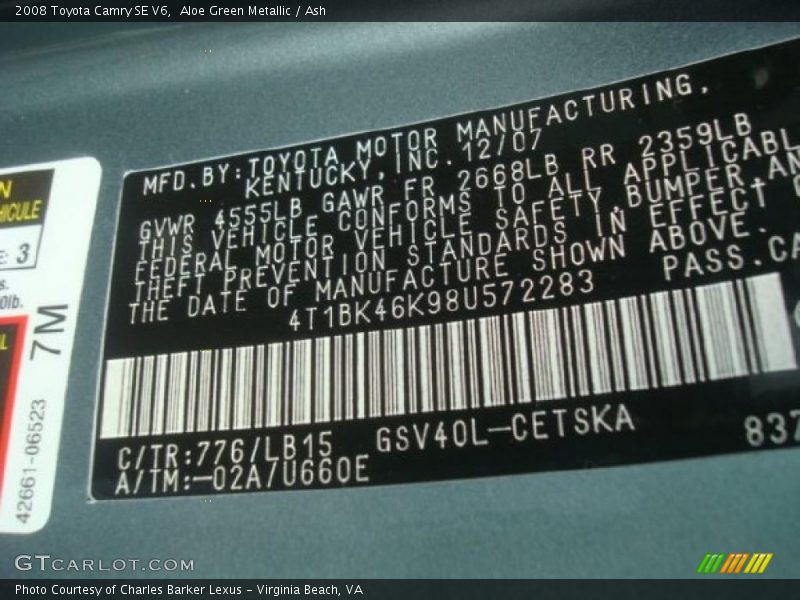 2008 Toyota Camry SE V6,  Aloe Green Metallic / Ash
MFD.BY:TOYOTA MOTOR MANUFACTURING,
KENTUCKY,INC.12/07
GVWR 4555LB GAWR FR 2668LB RR 2359LB
THIS VEHICLE CONFORMS TO ALL APPLICABL
FEDERAL MOTOR VEHICLE SAFETY,BUMPER,AN
THEFT PREVENTION STANDARDS IN EFFECT O
THE DATE OF MANUFACTURE SHOWN ABOVE.
4T1BK46K98U572283 PASS.CA
C/TR:776/LB15 GSV40L-CETSKA 837
A/TM:-02A/U660E
N
HICULE
E: 3
s.
0lb.
L
7M
42661-06523
GTCARLOT.COM
Photo Courtesy of Charles Barker Lexus - Virginia Beach, VA